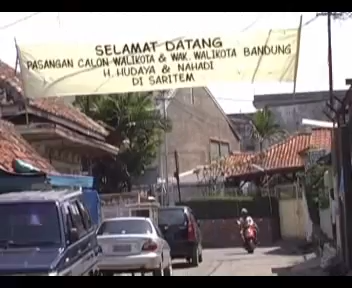 SELAMAT DATANG
PASANGAN CALON WALIKOTA & WAK. WALIKOTA BANDUNG
H. HUDAYA & NAHADI
DI SARITEM